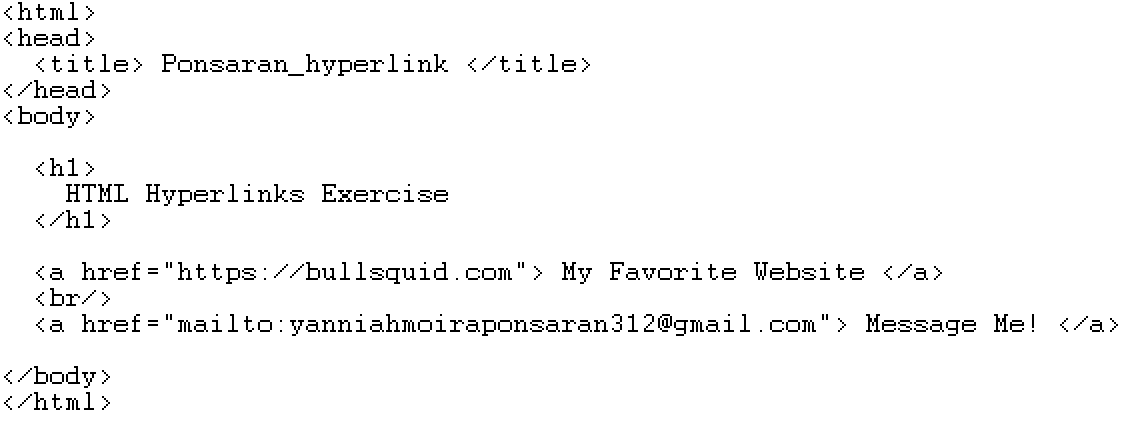 <html>
<head>
  <title> Ponsaran_hyperlink </title>
</head>
<body>

  <h1>
    HTML Hyperlinks Exercise
  </h1>

  <a href="https://bullsquid.com"> My Favorite Website </a>
  <br/>
  <a href="mailto:yanniahmoiraponsaran312@gmail.com"> Message Me! </a>

</body>
</html>